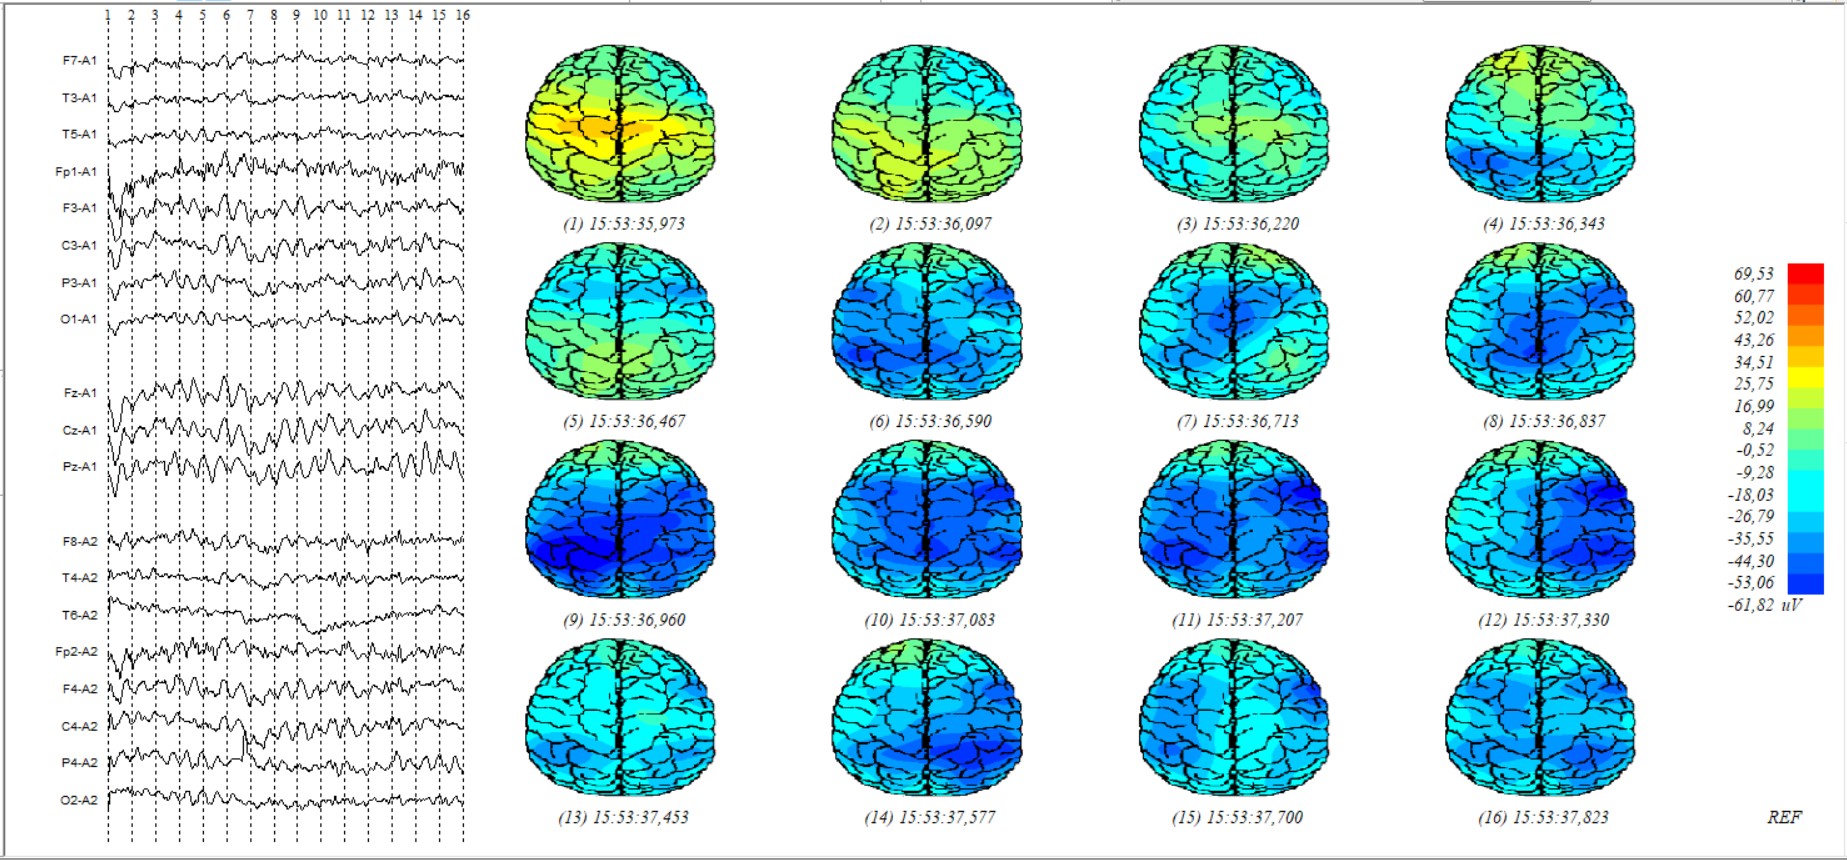 1 2 3 4 5 6 7 8 9 10 11 12 13 14 15 16
F7-A1
T3-A1
T5-A1
Fp1-A1
F3-A1
C3-A1
P3-A1
O1-A1
Fz-A1
Cz-A1
Pz-A1
F8-A2
T4-A2
T6-A2
Fp2-A2
F4-A2
C4-A2
P4-A2
O2-A2
(1) 15:53:35,973
(2) 15:53:36,097
(3) 15:53:36,220
(4) 15:53:36,343
(5) 15:53:36,467
(6) 15:53:36,590
(7) 15:53:36,713
(8) 15:53:36,837
(9) 15:53:36,960
(10) 15:53:37,083
(11) 15:53:37,207
(12) 15:53:37,330
(13) 15:53:37,453
(14) 15:53:37,577
(15) 15:53:37,700
(16) 15:53:37,823
69,53
60,77
52,02
43,26
34,51
25,75
16,99
8,24
-0,52
-9,28
-18,03
-26,79
-35,55
-44,30
-53,06
-61,82 uV
REF